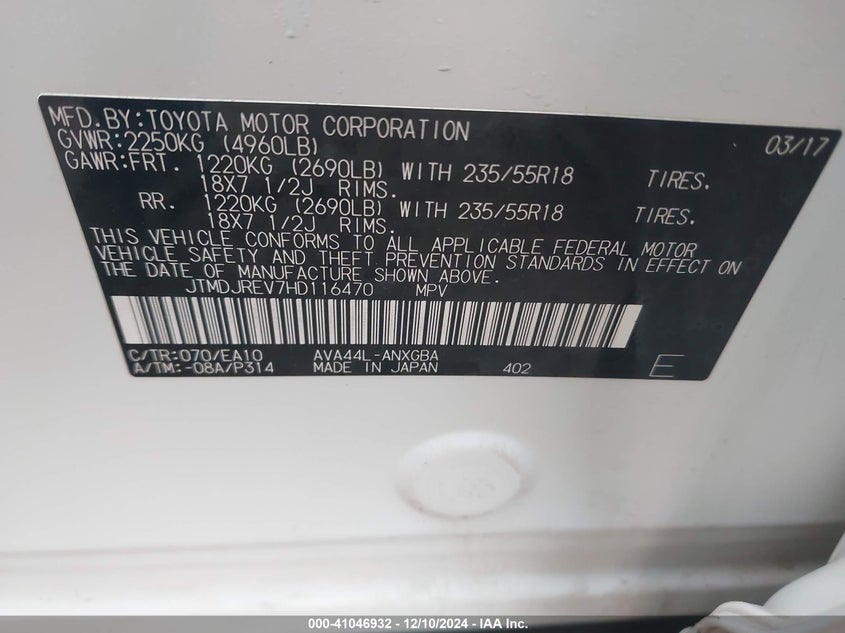 MFD.BY:TOYOTA MOTOR CORPORATION 03/17
GVWR:2250KG (4960LB)
GAWR:FRT. 1220KG (2690LB) WITH 235/55R18 TIRES.
18X7 1/2J RIMS.
RR. 1220KG (2690LB) WITH 235/55R18 TIRES.
18X7 1/2J RIMS.
THIS VEHICLE CONFORMS TO ALL APPLICABLE FEDERAL MOTOR
VEHICLE SAFETY AND THEFT PREVENTION STANDARDS IN EFFECT ON
THE DATE OF MANUFACTURE SHOWN ABOVE.
JTMDJREV7HD116470 MPV
C/TR:070/EA10 AVA44L-ANXGBA
A/TM:-08A/P314 MADE IN JAPAN 402 E
000-41046932 - 12/10/2024 - IAA Inc.